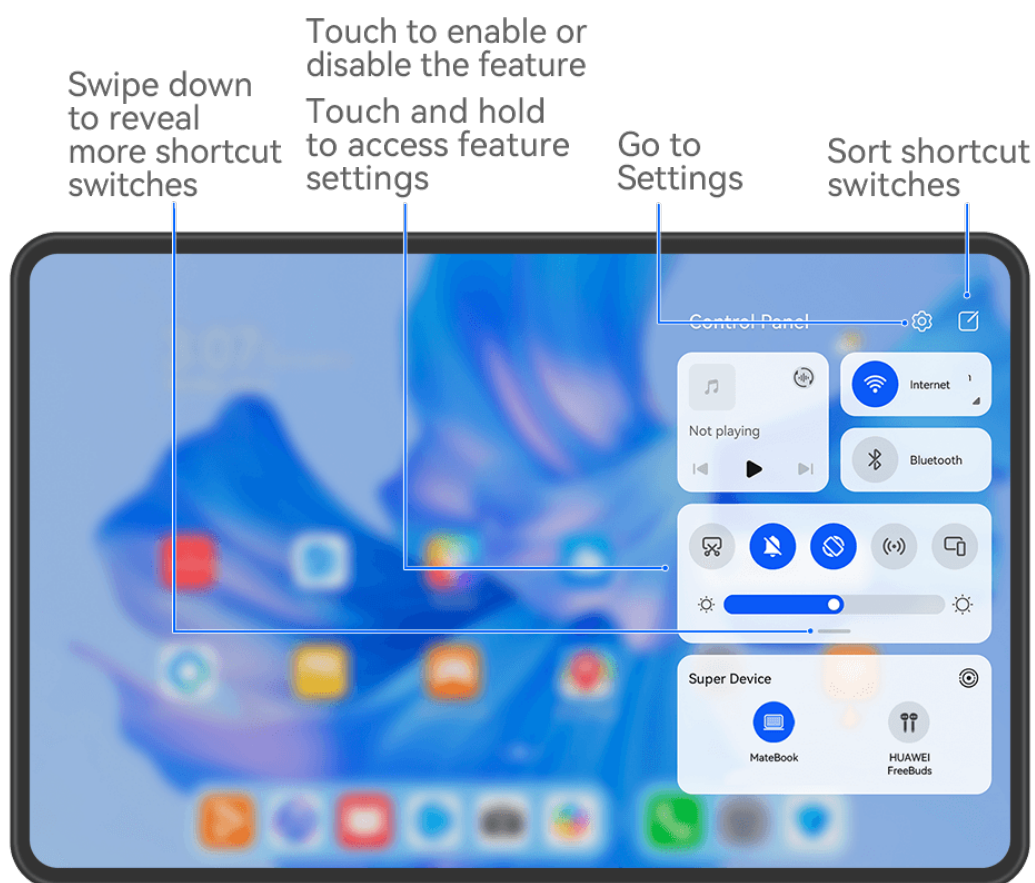 Touch to enable or
disable the feature
Touch and hold
to access feature
settings
Swipe down
to reveal
more shortcut
switches
Go to
Settings
Sort shortcut
switches
Control Panel
Not playing
Internet
Bluetooth
Super Device
MateBook
HUAWEI
FreeBuds